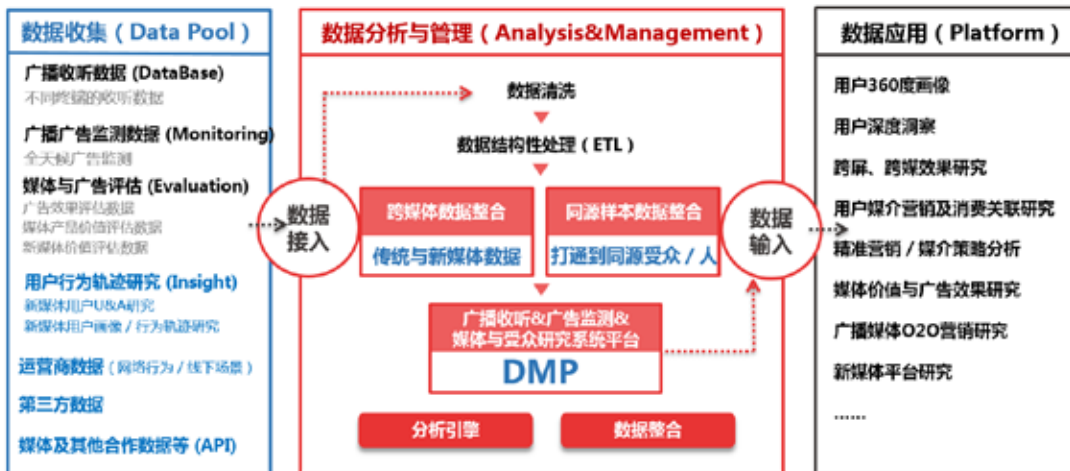 数据收集（Data Pool）
广播收听数据 (DataBase)
不同终端的收听数据
广播广告监测数据 (Monitoring)
全天候广告监测
媒体与广告评估 (Evaluation)
广告效果评估数据
媒体产品价值评估数据
新媒体价值评估数据
用户行为轨迹研究 (Insight)
新媒体用户U&A研究
新媒体用户画像 / 行为轨迹研究
运营商数据（网络行为 / 线下场景）
第三方数据
媒体及其他合作数据等 (API)
数据
接入
数据分析与管理（Analysis&Management）
数据清洗
数据结构性处理（ETL）
跨媒体数据整合
传统与新媒体数据
同源样本数据整合
打通到同源受众 / 人
广播收听&广告监测&
媒体与受众研究系统平台
DMP
分析引擎
数据整合
数据
输入
数据应用（Platform）
用户360度画像
用户深度洞察
跨屏、跨媒效果研究
用户媒介营销及消费关联研究
精准营销 / 媒介策略分析
媒体价值与广告效果研究
广播媒体O2O营销研究
新媒体平台研究
……